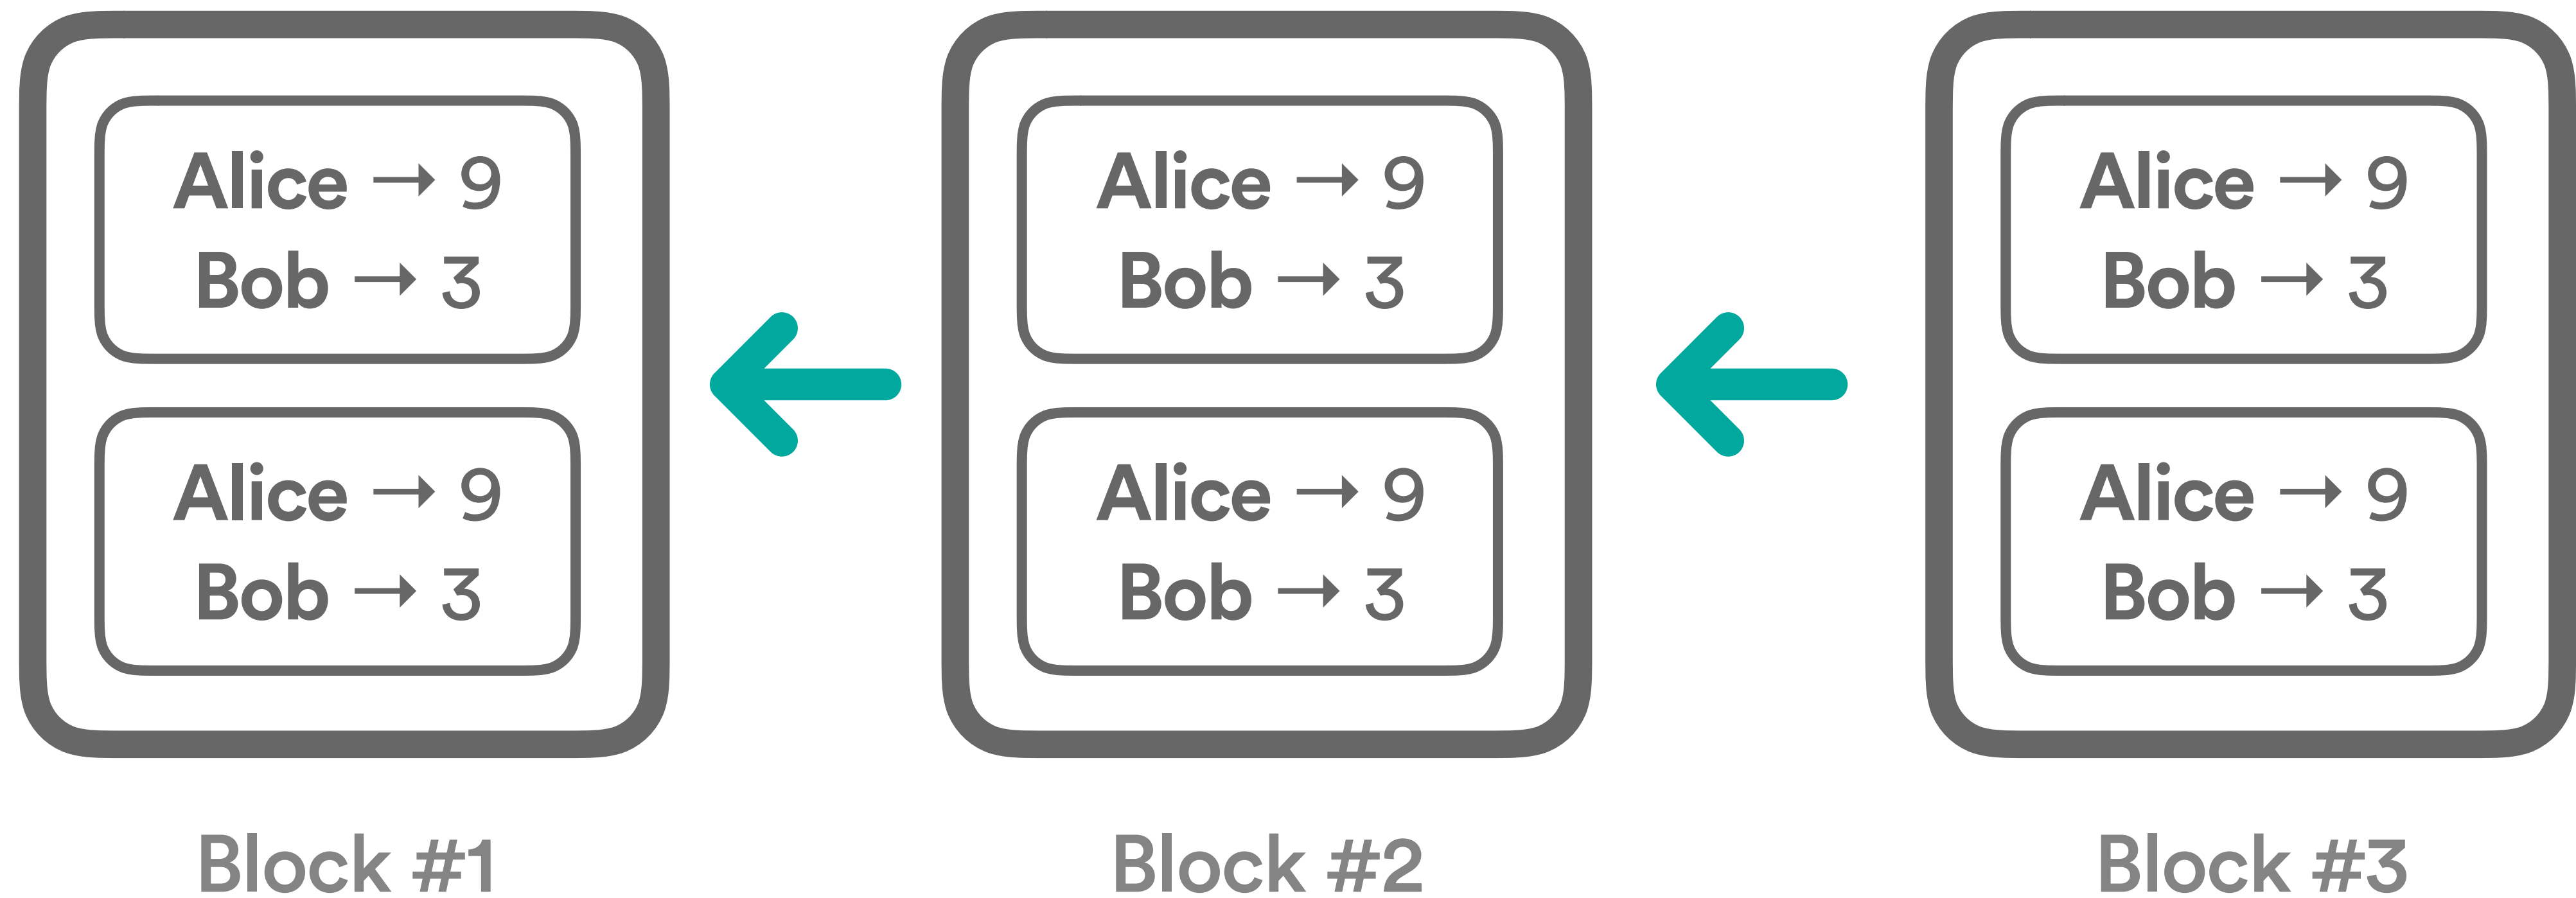 Alice → 9
Bob → 3
Alice → 9
Bob → 3
Block #1
Alice → 9
Bob → 3
Alice → 9
Bob → 3
Block #2
Alice → 9
Bob → 3
Alice → 9
Bob → 3
Block #3